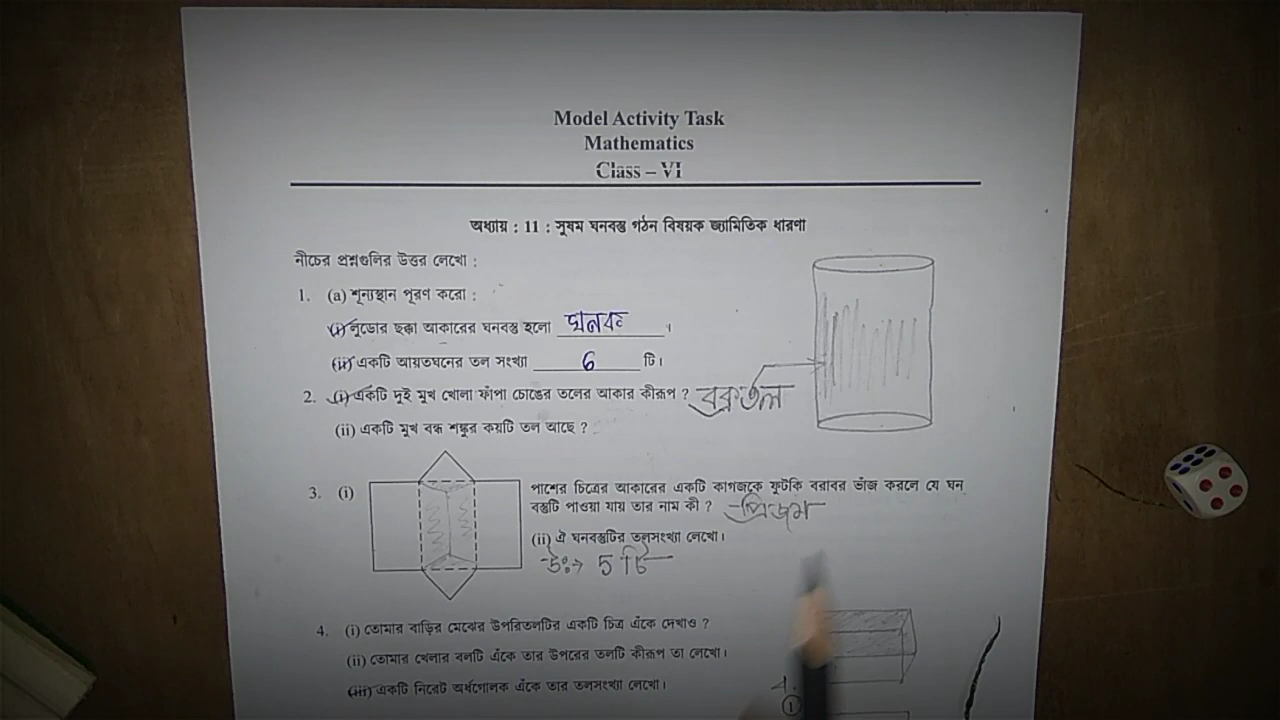 Model Activity Task
Mathematics
Class – VI
অধ্যায় : 11 : সুষম ঘনবস্তু গঠন বিষয়ক জ্যামিতিক ধারণা
নীচের প্রশ্নগুলির উত্তর লেখো :
1. (a) শূন্যস্থান পূরণ করো :
(i) লুডোর ছক্কা আকারের ঘনবস্তু হলো ঘনক ।
(ii) একটি আয়তঘনের তল সংখ্যা 6 টি।
2. (i) একটি দুই মুখ খোলা ফাঁপা চোঙের তলের আকার কীরূপ ? বক্রতল
(ii) একটি মুখ বন্ধ শঙ্কুর কয়টি তল আছে ?
3. (i) পাশের চিত্রের আকারের একটি কাগজকে ফুটকি বরাবর ভাঁজ করলে যে ঘন
বস্তুটি পাওয়া যায় তার নাম কী ? প্রিজম
(ii) ঐ ঘনবস্তুটির তলসংখ্যা লেখো।
উঃ→ 5 টি
4. (i) তোমার বাড়ির মেঝের উপরিতলটির একটি চিত্র এঁকে দেখাও ?
(ii) তোমার খেলার বলটি এঁকে তার উপরের তলটি কীরূপ তা লেখো।
(iii) একটি নিরেট অর্ধগোলক এঁকে তার তলসংখ্যা লেখো।
4.
①